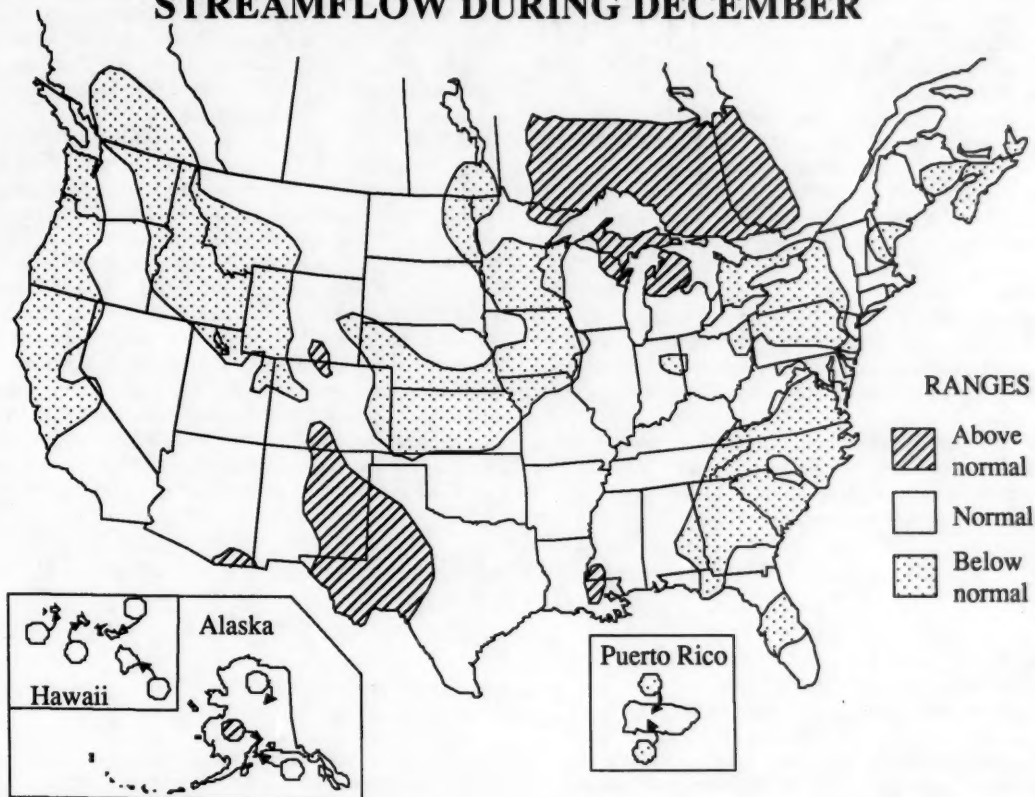 STREAMFLOW DURING DECEMBER
RANGES
Above
normal
Normal
Below
normal
Alaska
Hawaii
Puerto Rico